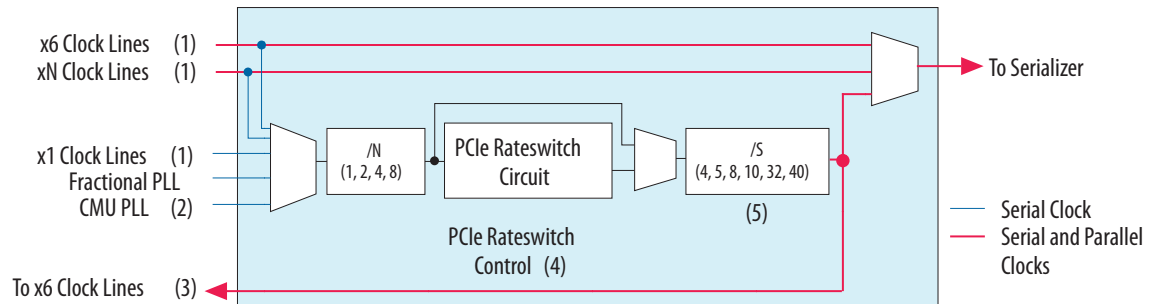 x6 Clock Lines (1)
xN Clock Lines (1)
To Serializer
x1 Clock Lines (1)
Fractional PLL
CMU PLL (2)
/N
(1, 2, 4, 8)
PCIe Rateswitch
Circuit
/S
(4, 5, 8, 10, 32, 40)
(5)
PCIe Rateswitch
Control (4)
Serial Clock
Serial and Parallel
Clocks
To x6 Clock Lines (3)